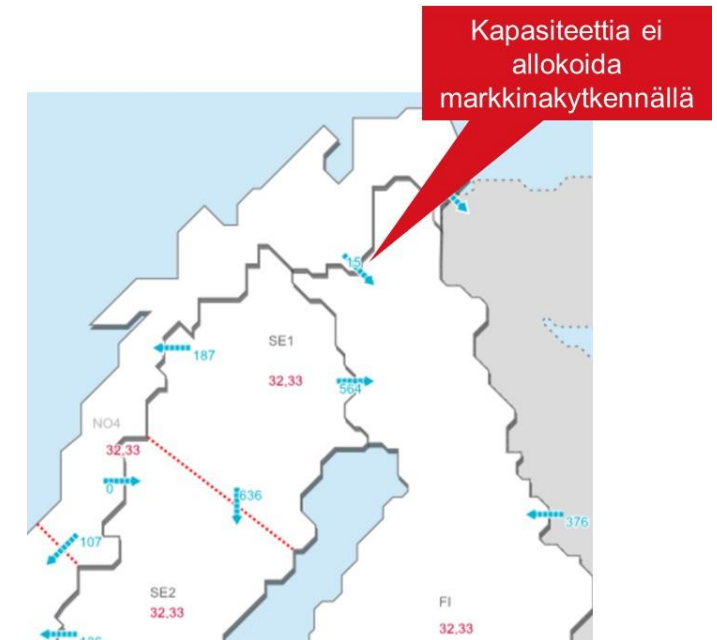 Kapasiteettia ei
allokoida
markkinakytkennällä
15
SE1
187
32,33
564
NO4
32,33
0
636
107
376
SE2
32,33
FI
32,33